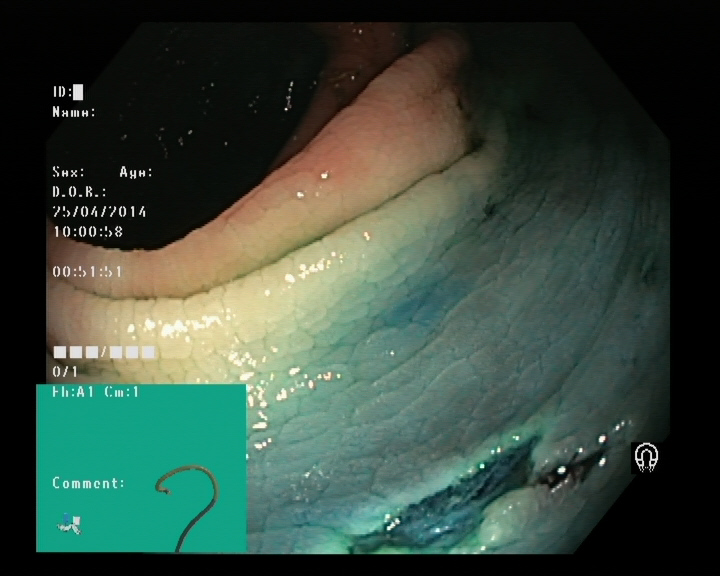 ID:
Name:
Sex: Age:
D.O.B.:
25/04/2014
10:00:58
00:51:51
■■■/■■■
0/1
Eh:A1 Cm:1
Comment: